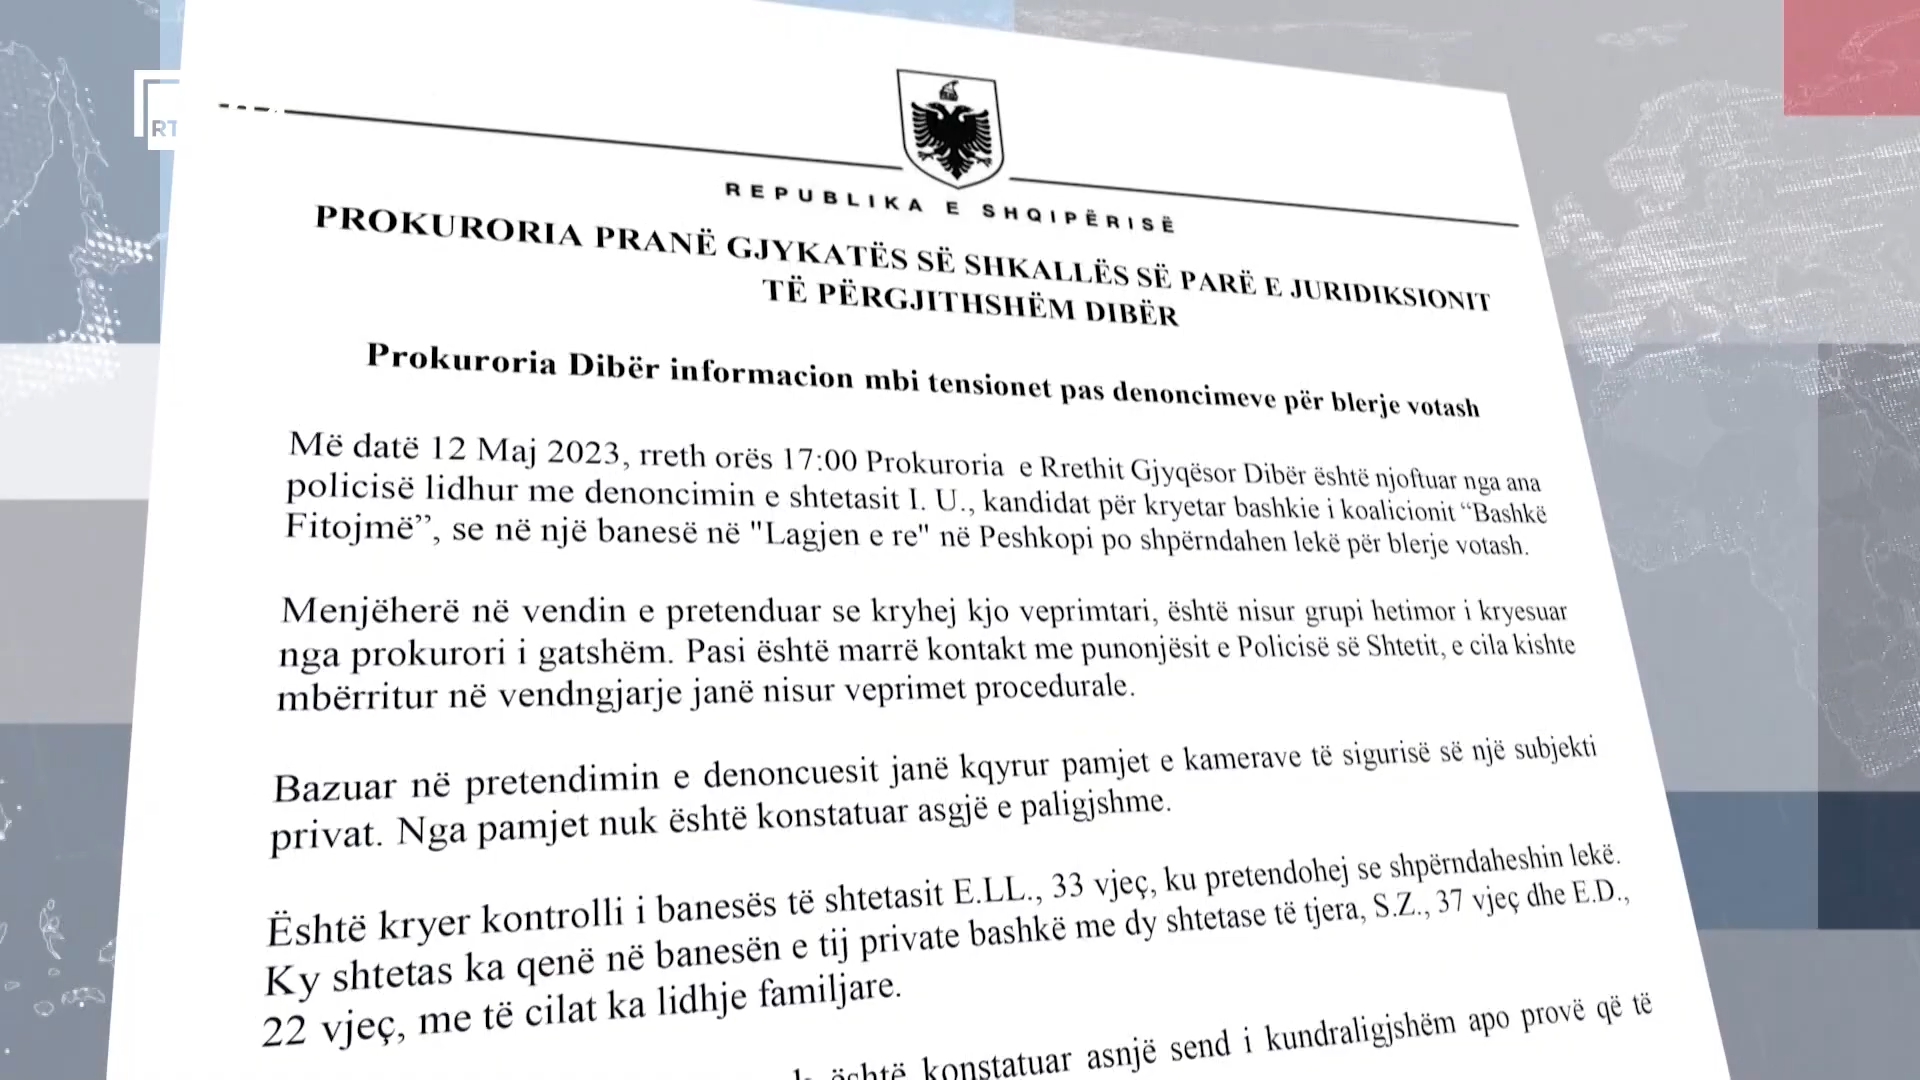 RT
REPUBLIKA E SHQIPËRISË
PROKURORIA PRANË GJYKATËS SË SHKALLËS SË PARË E JURIDIKSIONIT
TË PËRGJITHSHËM DIBËR
Prokuroria Dibër informacion mbi tensionet pas denoncimeve për blerje votash
Më datë 12 Maj 2023, rreth orës 17:00 Prokuroria e Rrethit Gjyqësor Dibër është njoftuar nga ana
policisë lidhur me denoncimin e shtetasit I. U., kandidat për kryetar bashkie i koalicionit “Bashkë
Fitojmë”, se në një banesë në "Lagjen e re" në Peshkopi po shpërndahen lekë për blerje votash.
Menjëherë në vendin e pretenduar se kryhej kjo veprimtari, është nisur grupi hetimor i kryesuar
nga prokurori i gatshëm. Pasi është marrë kontakt me punonjësit e Policisë së Shtetit, e cila kishte
mbërritur në vendngjarje janë nisur veprimet procedurale.
Bazuar në pretendimin e denoncuesit janë kqyrur pamjet e kamerave të sigurisë së një subjekti
privat. Nga pamjet nuk është konstatuar asgjë e paligjshme.
Është kryer kontrolli i banesës të shtetasit E.LL., 33 vjeç, ku pretendohej se shpërndaheshin lekë.
Ky shtetas ka qenë në banesën e tij private bashkë me dy shtetase të tjera, S.Z., 37 vjeç dhe E.D.,
22 vjeç, me të cilat ka lidhje familjare.
është konstatuar asnjë send i kundraligjshëm apo provë që të